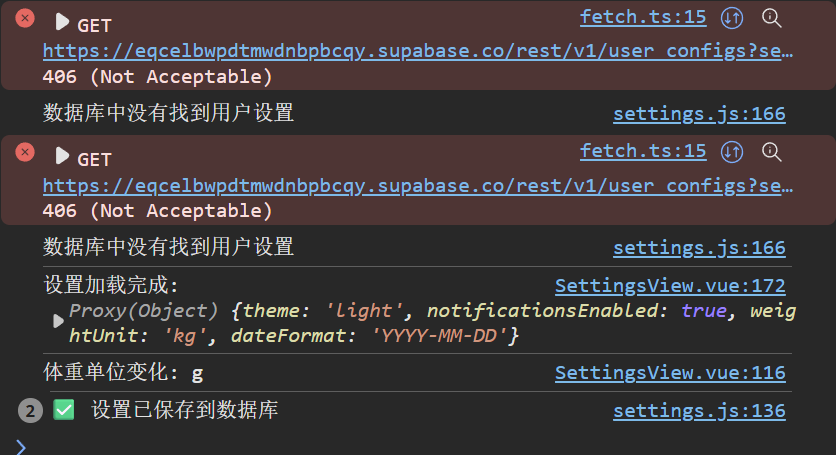 GET fetch.ts:15
https://eqcelbwpdtmwdnbpbcqy.supabase.co/rest/v1/user_configs?se…
406 (Not Acceptable)
数据库中没有找到用户设置 settings.js:166
GET fetch.ts:15
https://eqcelbwpdtmwdnbpbcqy.supabase.co/rest/v1/user_configs?se…
406 (Not Acceptable)
数据库中没有找到用户设置 settings.js:166
设置加载完成: SettingsView.vue:172
Proxy(Object) {theme: 'light', notificationsEnabled: true, weig
htUnit: 'kg', dateFormat: 'YYYY-MM-DD'}
体重单位变化: g SettingsView.vue:116
2 ✅ 设置已保存到数据库 settings.js:136